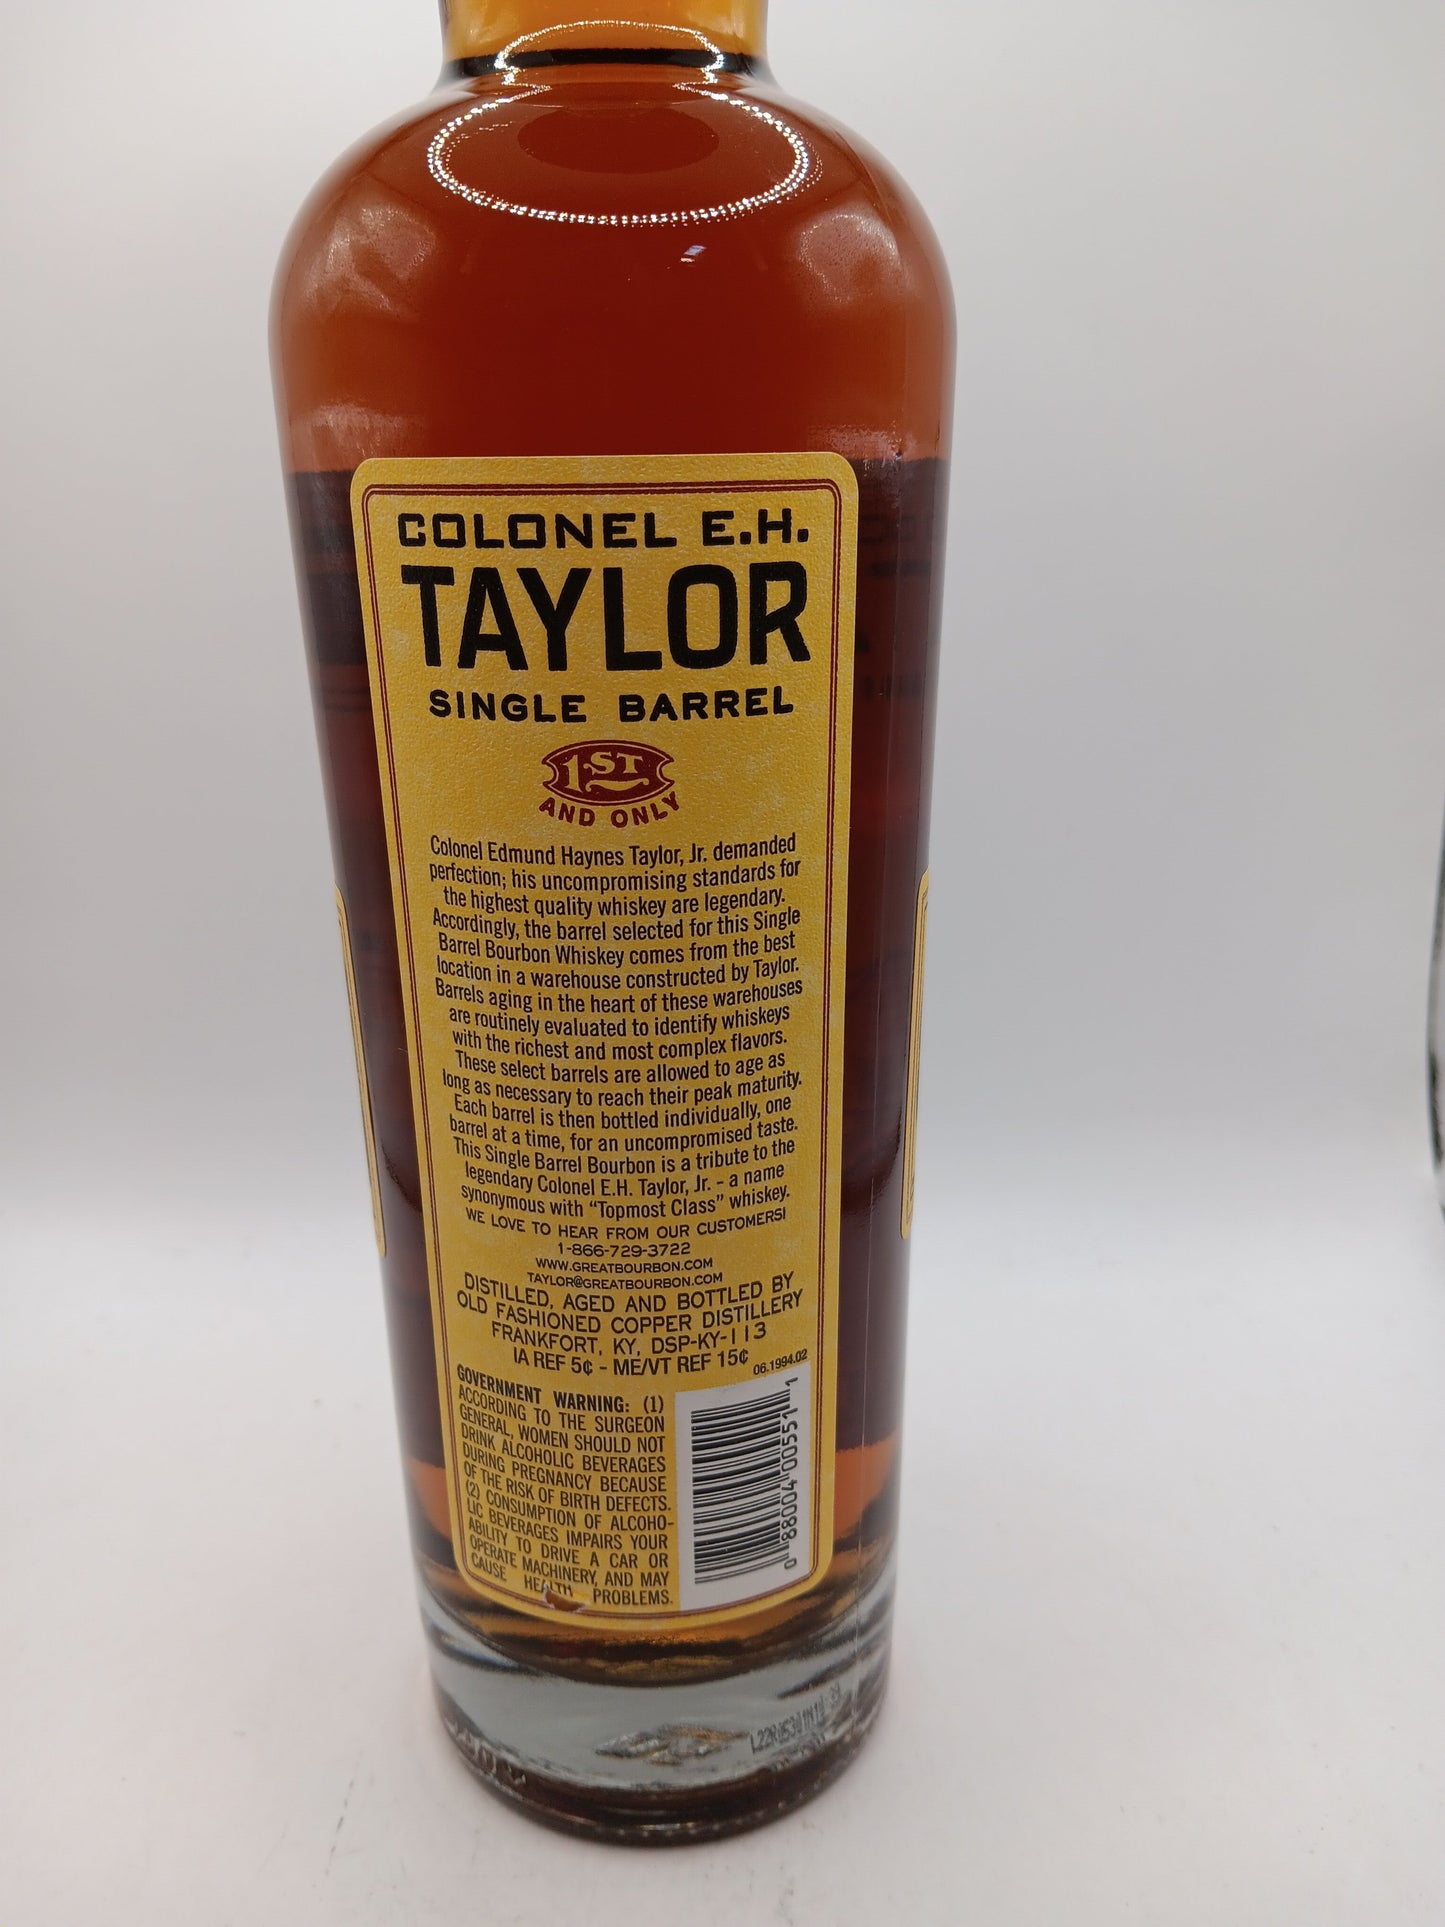 COLONEL E.H.
TAYLOR
SINGLE BARREL
1ST
AND ONLY
Colonel Edmund Haynes Taylor, Jr. demanded
perfection; his uncompromising standards for
the highest quality whiskey are legendary.
Accordingly, the barrel selected for this Single
Barrel Bourbon Whiskey comes from the best
location in a warehouse constructed by Taylor.
Barrels aging in the heart of these warehouses
are routinely evaluated to identify whiskeys
with the richest and most complex flavors.
These select barrels are allowed to age as
long as necessary to reach their peak maturity.
Each barrel is then bottled individually, one
barrel at a time, for an uncompromised taste.
This Single Barrel Bourbon is a tribute to the
legendary Colonel E.H. Taylor, Jr. - a name
synonymous with “Topmost Class” whiskey.
WE LOVE TO HEAR FROM OUR CUSTOMERS!
1-866-729-3722
WWW.GREATBOURBON.COM
TAYLOR@GREATBOURBON.COM
DISTILLED, AGED AND BOTTLED BY
OLD FASHIONED COPPER DISTILLERY
FRANKFORT, KY, DSP-KY-113
IA REF 5¢ - ME/VT REF 15¢
06.1994.02
GOVERNMENT WARNING: (1)
ACCORDING TO THE SURGEON
GENERAL, WOMEN SHOULD NOT
DRINK ALCOHOLIC BEVERAGES
DURING PREGNANCY BECAUSE
OF THE RISK OF BIRTH DEFECTS.
(2) CONSUMPTION OF ALCOHO-
LIC BEVERAGES IMPAIRS YOUR
ABILITY TO DRIVE A CAR OR
OPERATE MACHINERY, AND MAY
CAUSE HEALTH PROBLEMS.
0 88004 00551 1